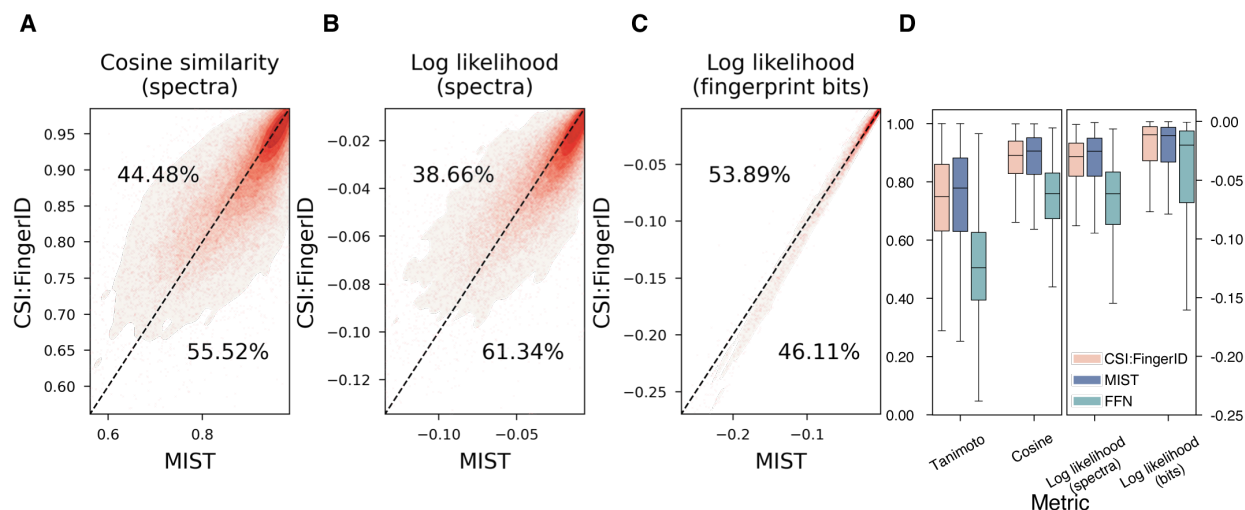 A
Cosine similarity
(spectra)
CSI:FingerID
0.95
0.90
0.85
0.80
0.75
0.70
0.65
0.60
44.48%
55.52%
0.6
0.8
MIST
B
Log likelihood
(spectra)
CSI:FingerID
−0.02
−0.04
−0.06
−0.08
−0.10
−0.12
38.66%
61.34%
−0.10
−0.05
MIST
C
Log likelihood
(fingerprint bits)
CSI:FingerID
−0.05
−0.10
−0.15
−0.20
−0.25
53.89%
46.11%
−0.2
−0.1
MIST
D
1.00
0.80
0.60
0.40
0.20
0.00
0.00
-0.05
-0.10
-0.15
-0.20
-0.25
CSI:FingerID
MIST
FFN
Tanimoto
Cosine
Log likelihood
(spectra)
Log likelihood
(bits)
Metric